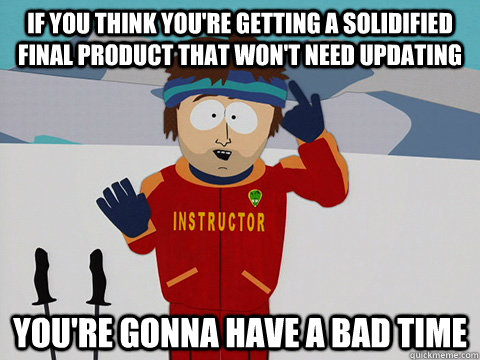 IF YOU THINK YOU'RE GETTING A SOLIDIFIED
FINAL PRODUCT THAT WON'T NEED UPDATING
INSTRUCTOR
YOU'RE GONNA HAVE A BAD TIME
quickmeme.com